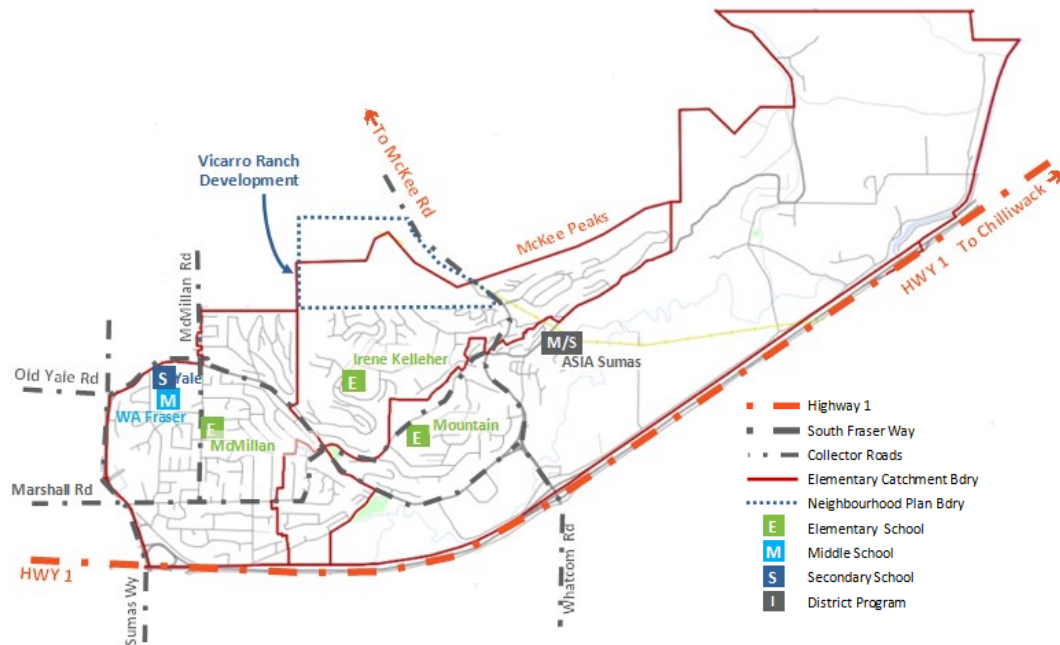 To McKee Rd
Vicarro Ranch
Development
McKee Peaks
HWY 1
To Chilliwack
McMillan Rd
M/S
ASIA Sumas
Irene Kelleher
E
Old Yale Rd
S
Yale
M
WA Fraser
E
McMillan
Mountain
E
Marshall Rd
HWY 1
Sumas Wy
Whatcom Rd
Highway 1
South Fraser Way
Collector Roads
Elementary Catchment Bdry
Neighbourhood Plan Bdry
E
Elementary School
M
Middle School
S
Secondary School
I
District Program